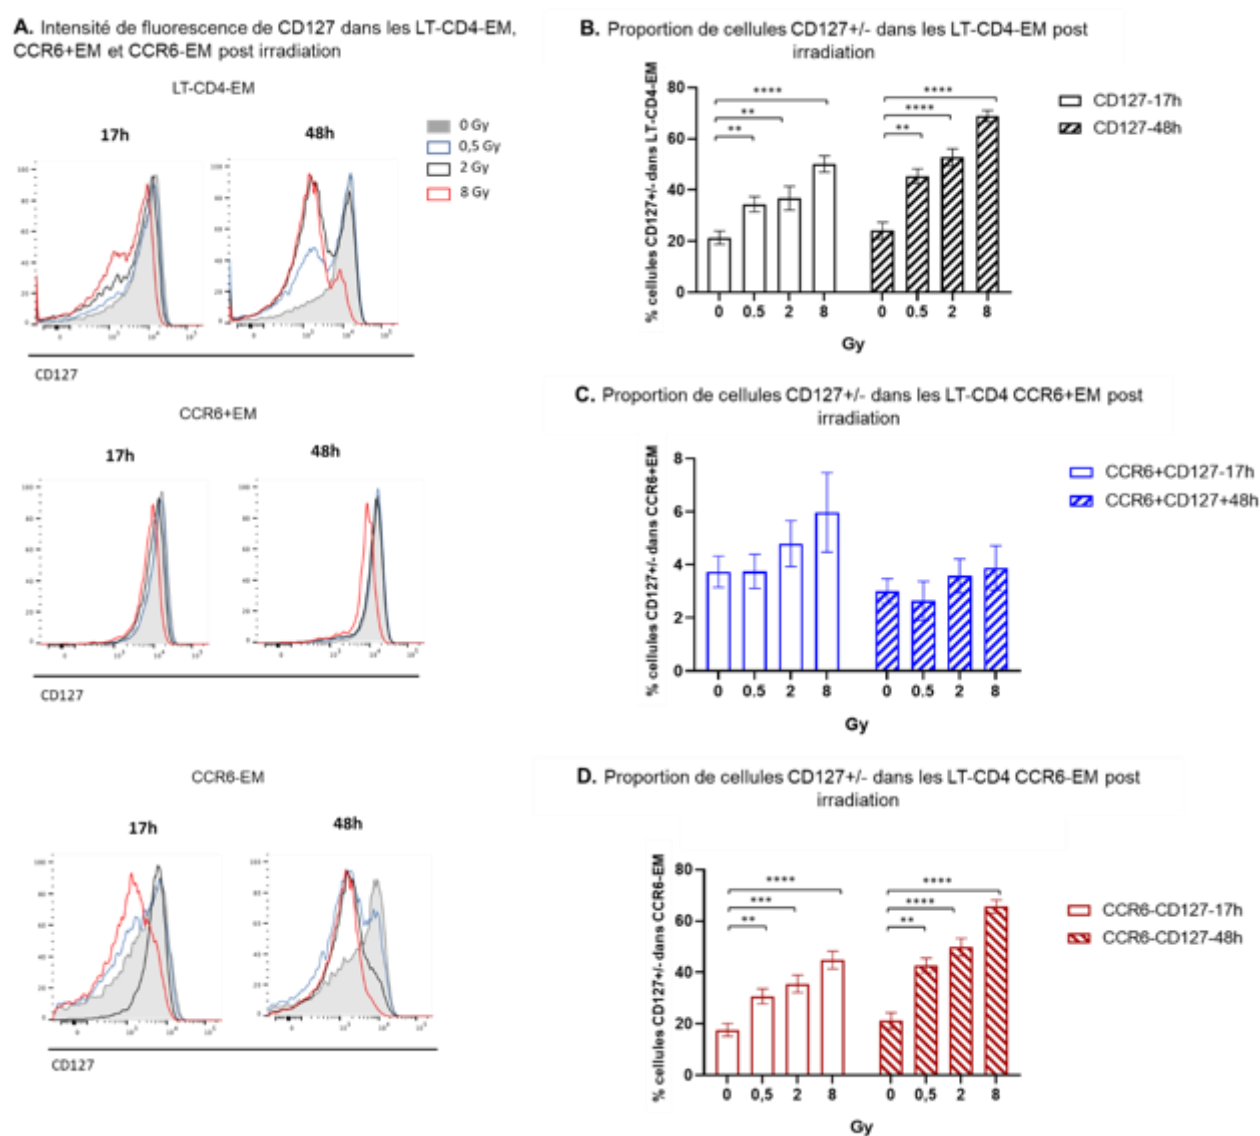 A. Intensité de fluorescence de CD127 dans les LT-CD4-EM,
CCR6+EM et CCR6-EM post irradiation
LT-CD4-EM
17h
48h
0 Gy
0,5 Gy
2 Gy
8 Gy
CD127
CCR6+EM
17h
48h
CD127
CCR6-EM
17h
48h
CD127
B. Proportion de cellules CD127+/- dans les LT-CD4-EM post
irradiation
% cellules CD127+/- dans LT-CD4-EM
80
60
40
20
0
** ** **** ** **** ****
0 0.5 2 8 0 0.5 2 8
Gy
CD127-17h
CD127-48h
C. Proportion de cellules CD127+/- dans les LT-CD4 CCR6+EM post
irradiation
% cellules CD127+/- dans CCR6+EM
8
6
4
2
0
0 0.5 2 8 0 0.5 2 8
Gy
CCR6+CD127-17h
CCR6+CD127+48h
D. Proportion de cellules CD127+/- dans les LT-CD4 CCR6-EM post
irradiation
% cellules CD127+/- dans CCR6-EM
80
60
40
20
0
** *** **** ** **** ****
0 0,5 2 8 0 0,5 2 8
Gy
CCR6-CD127-17h
CCR6-CD127-48h